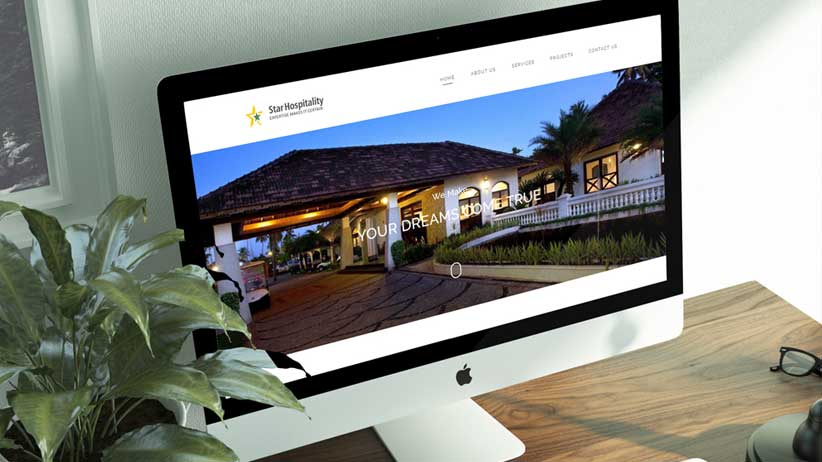 Star Hospitality
EXPERTISE MAKES IT CERTAIN
HOME
ABOUT US
SERVICES
PROJECTS
CONTACT US
We Make
YOUR DREAMS COME TRUE